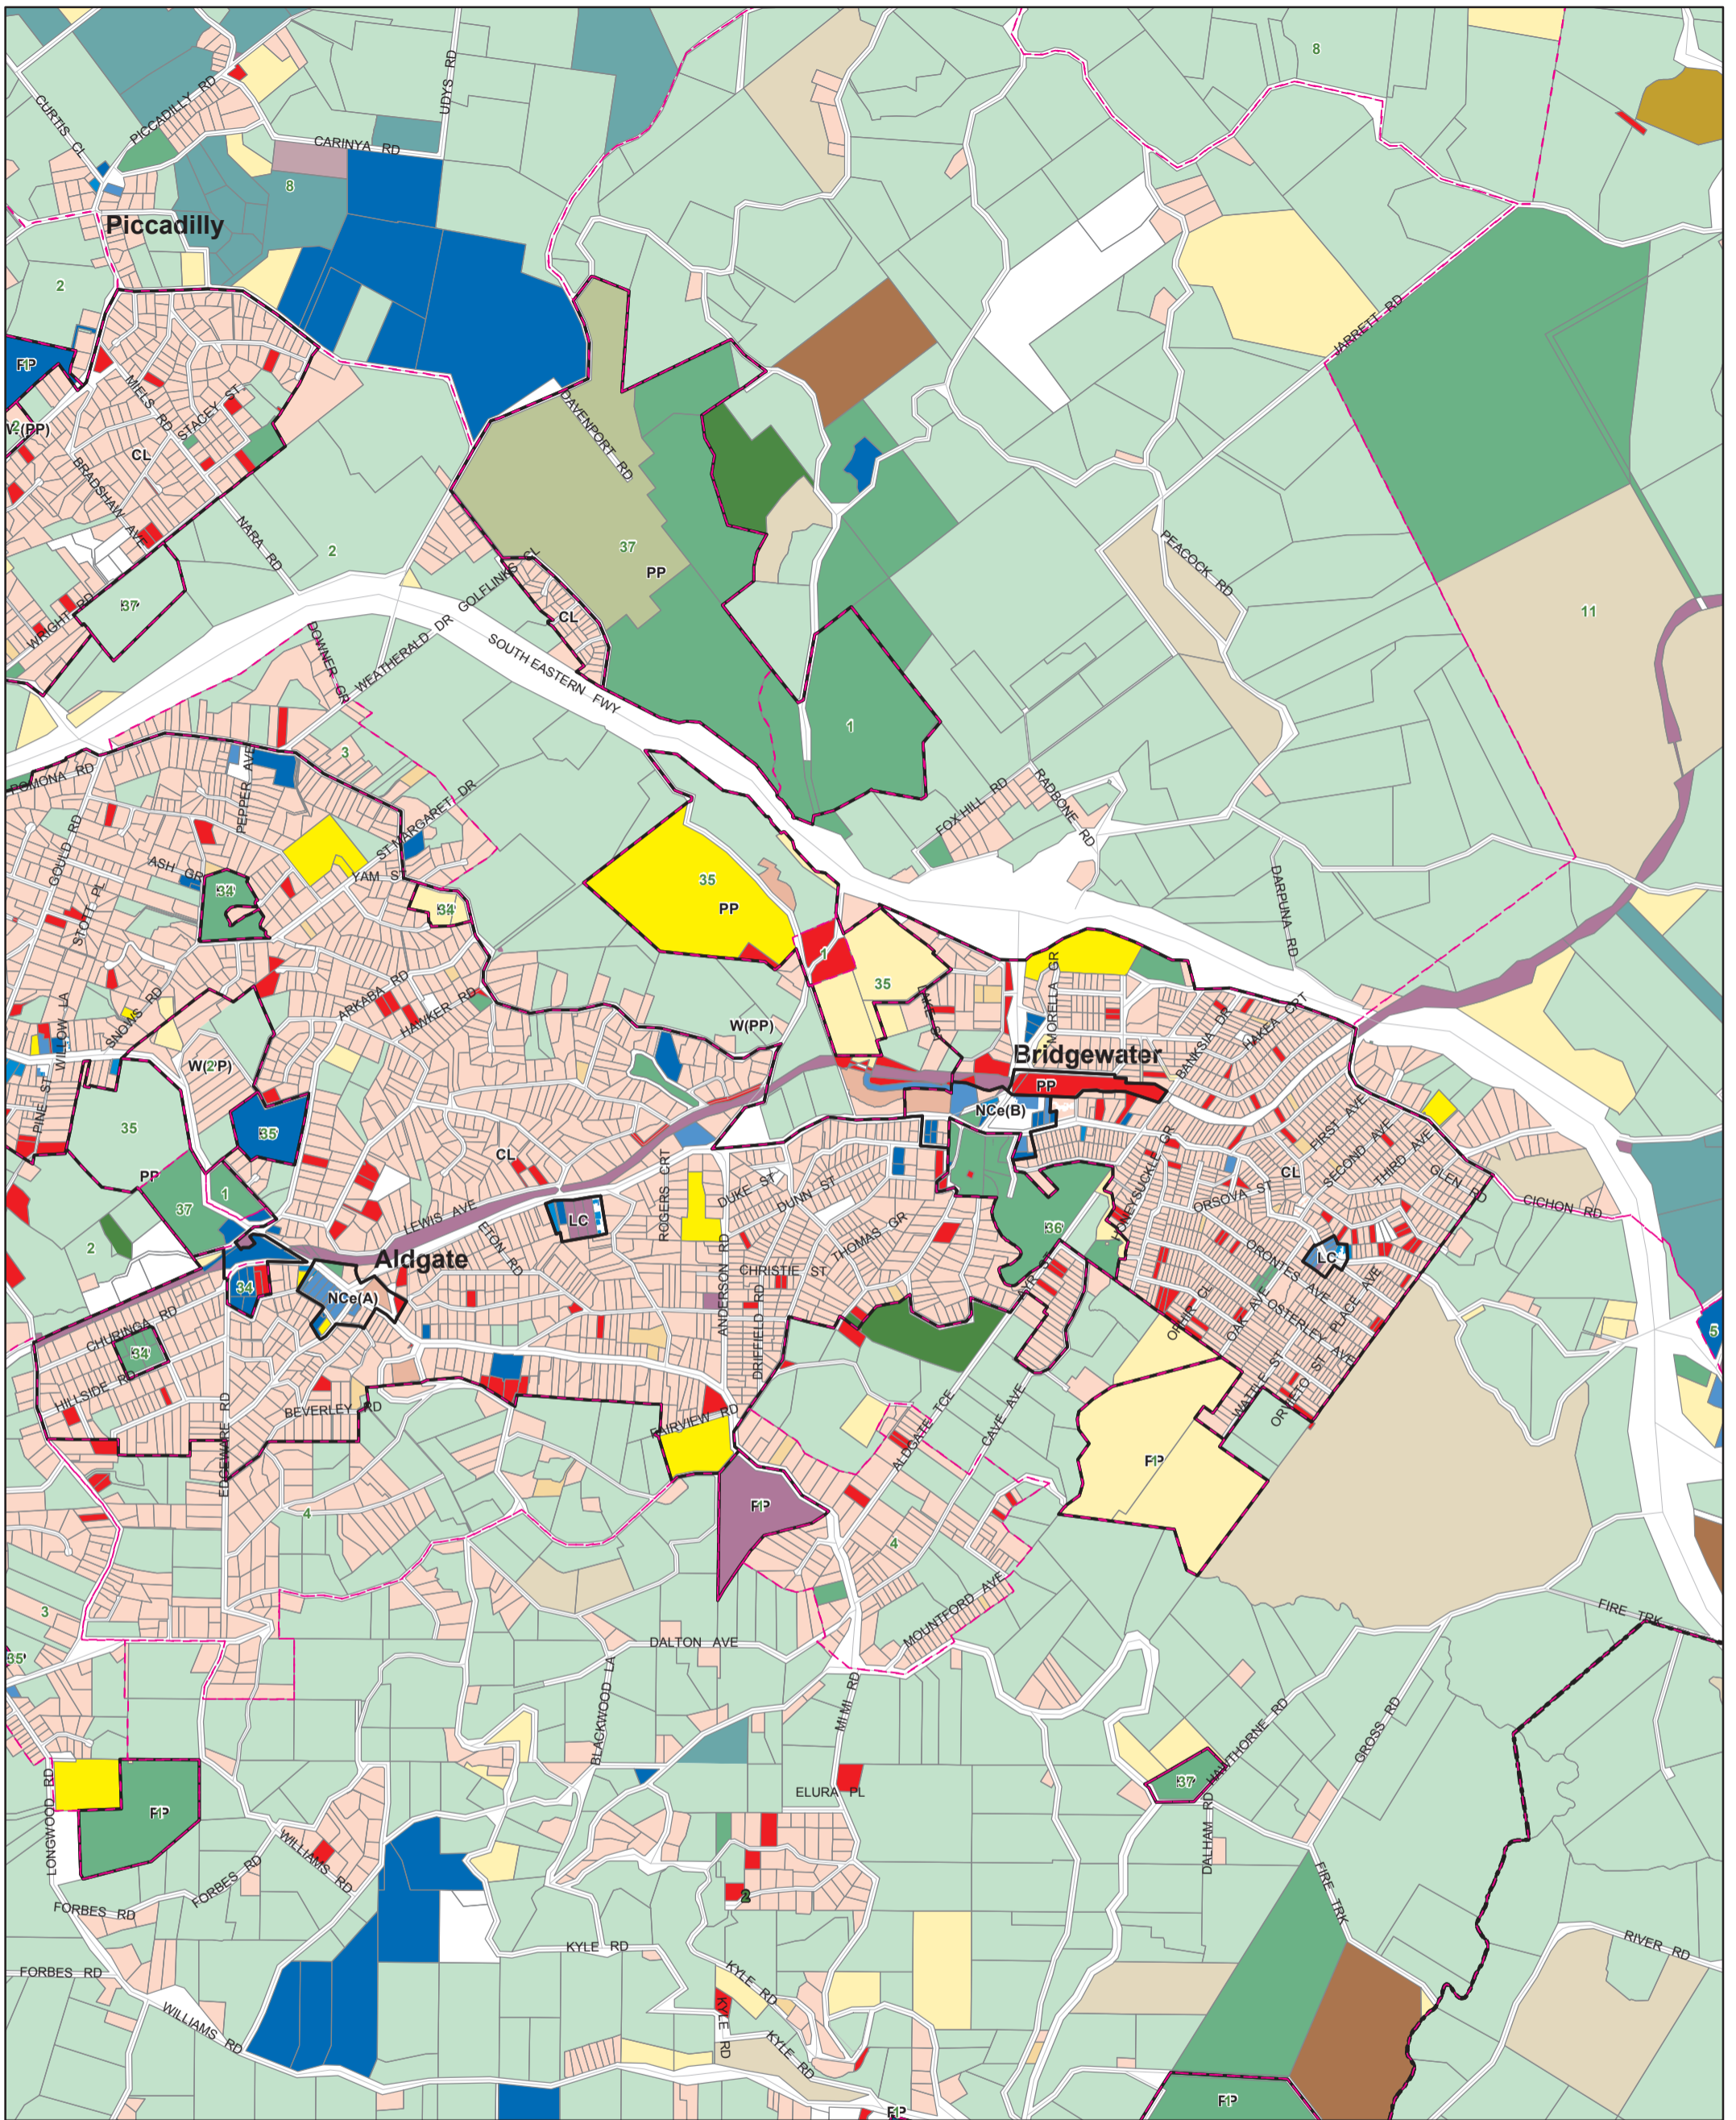 8
CURTIS CL
PICCADILLY RD
UDYS RD
CARINYA RD
8
Piccadilly
2
JARRETT RD
MIELS RD
STACEY ST
CL
BRADSHAW AVE
DAVENPORT RD
NARA RD
2
37
PP
37
WRIGHT RD
GOLFLINKS CL
CL
PEACOCK RD
11
DOWNER GR
WEATHERALD DR
SOUTH EASTERN FWY
1
3
POMONA RD
PEPPER AVE
ST MARGARET DR
FOX HILL RD
RADBONE RD
GOULD RD
ASH GR
YAM ST
34
34
STOTT PL
35
PP
DARPUNA RD
1
35
ARKABA RD
HAWKER RD
SNOWS RD
WILLOW LA
LAKE ST
MORELLA GR
W(PP)
BANKSIA DR
HAKEA CRT
Bridgewater
PP
NCe(B)
PINE ST
35
35
CL
FIRST AVE
SECOND AVE
THIRD AVE
CL
GLEN RD
HONEYSUCKLE GR
PP
37
1
2
LEWIS AVE
ETON RD
LC
ROGERS CRT
DUKE ST
DUNN ST
THOMAS GR
36
ORSOVA ST
CICHON RD
ORONTES AVE
LC
Aldgate
CHRISTIE ST
ANDERSON RD
DRIFFIELD RD
AYR ST
34
NCe(A)
ORHIR CL
OAK AVE
OSTERLEY AVE
PLACE AVE
5
CHURINGA RD
34
HILLSIDE RD
EDGEWARE RD
BEVERLEY RD
FAIRVIEW RD
ALDGATE TCE
CAVE AVE
WATTLE ST
ORVIETO ST
4
4
MOUNTFORD AVE
3
FIRE TRK
DALTON AVE
35
BLACKWOOD LA
MI MI RD
HAWTHORNE RD
GROSS RD
LONGWOOD RD
37
ELURA PL
DALHAM RD
WILLIAMS RD
FORBES RD
FORBES RD
2
FIRE TRK
KYLE RD
RIVER RD
FORBES RD
KYLE RD
WILLIAMS RD
KYLE RD
KYLE RD